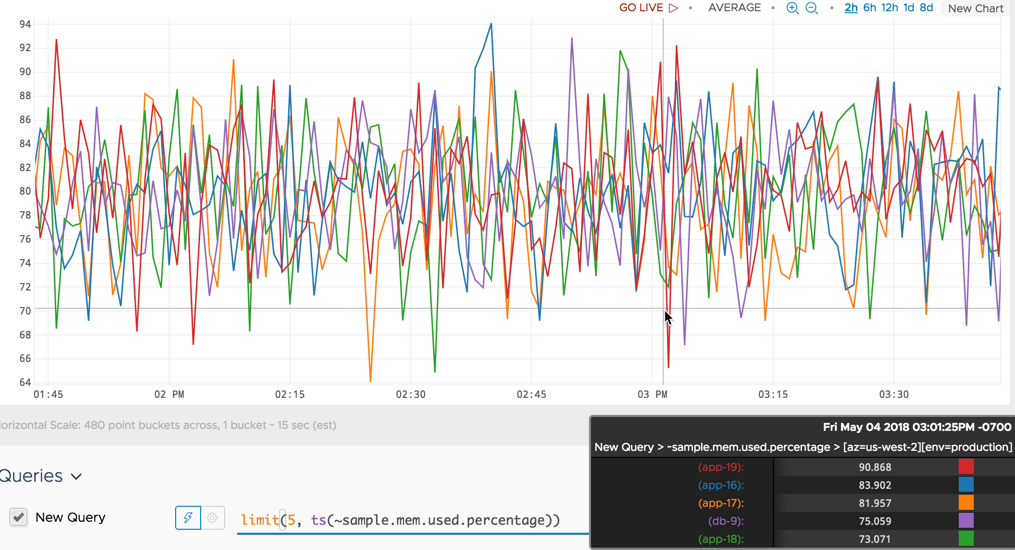 GO LIVE ▷ • AVERAGE • • 2h 6h 12h 1d 8d New Chart
94
92
90
88
86
84
82
80
78
76
74
72
70
68
66
64
01:45 02 PM 02:15 02:30 02:45 03 PM 03:15 03:30
orizontal Scale: 480 point buckets across, 1 bucket ~ 15 sec (est)
Fri May 04 2018 03:01:25PM -0700
New Query > ~sample.mem.used.percentage > [az=us-west-2][env=production]
(app-19): 90.868
(app-16): 83.902
(app-17): 81.957
(db-9): 75.059
(app-18): 73.071
Queries
New Query
limit(5, ts(~sample.mem.used.percentage))